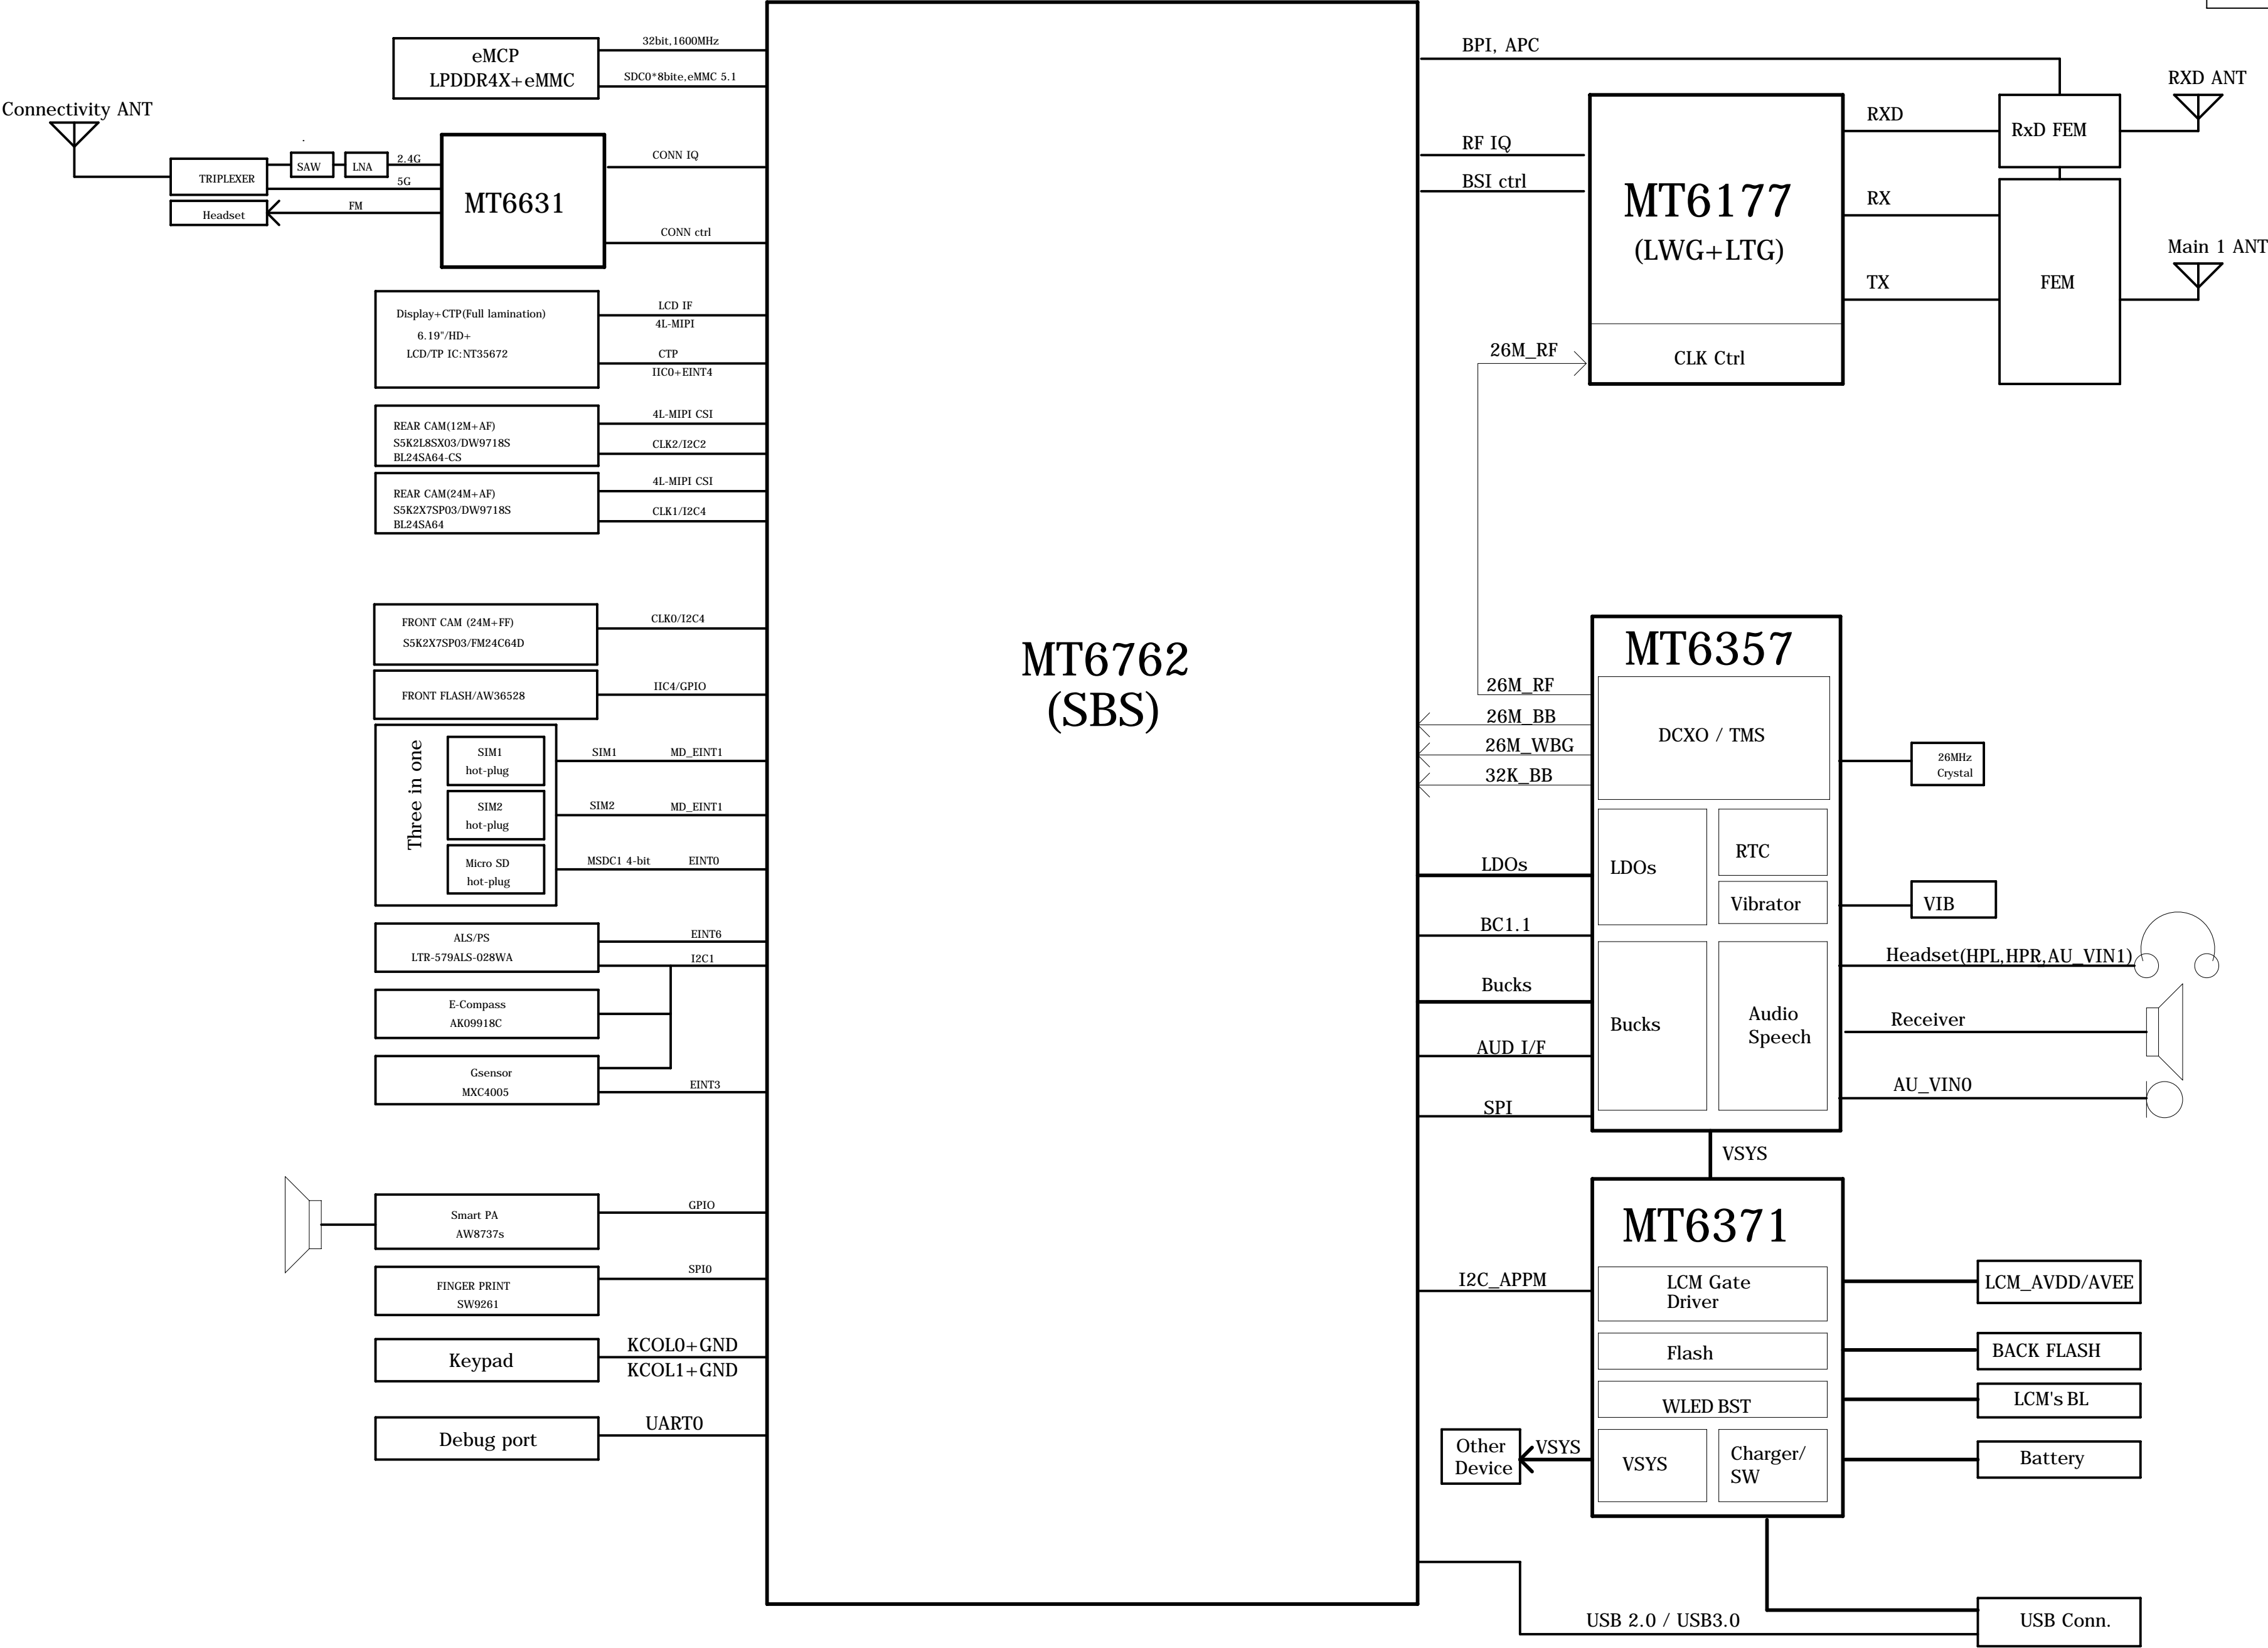 eMCP
LPDDR4X+eMMC
32bit,1600MHz
SDC0*8bite,eMMC 5.1
Connectivity ANT
TRIPLEXER
SAW
LNA
2.4G
5G
Headset
FM
MT6631
CONN IQ
CONN ctrl
Display+CTP(Full lamination)
6.19"/HD+
LCD/TP IC:NT35672
LCD IF
4L-MIPI
CTP
IIC0+EINT4
REAR CAM(12M+AF)
S5K2L8SX03/DW9718S
BL24SA64-CS
4L-MIPI CSI
CLK2/I2C2
REAR CAM(24M+AF)
S5K2X7SP03/DW9718S
BL24SA64
4L-MIPI CSI
CLK1/I2C4
FRONT CAM (24M+FF)
S5K2X7SP03/FM24C64D
CLK0/I2C4
FRONT FLASH/AW36528
IIC4/GPIO
Three in one
SIM1
hot-plug
SIM1 MD_EINT1
SIM2
hot-plug
SIM2 MD_EINT1
Micro SD
hot-plug
MSDC1 4-bit EINT0
ALS/PS
LTR-579ALS-028WA
EINT6
I2C1
E-Compass
AK09918C
Gsensor
MXC4005
EINT3
Smart PA
AW8737s
GPIO
FINGER PRINT
SW9261
SPI0
Keypad
KCOL0+GND
KCOL1+GND
Debug port
UART0
MT6762
(SBS)
BPI, APC
RF IQ
BSI ctrl
MT6177
(LWG+LTG)
CLK Ctrl
26M_RF
RXD
RX
TX
RxD FEM
FEM
RXD ANT
Main 1 ANT
MT6357
26M_RF
26M_BB
26M_WBG
32K_BB
DCXO / TMS
26MHz
Crystal
LDOs
LDOs
RTC
Vibrator
VIB
BC1.1
Bucks
Bucks
Audio
Speech
AUD I/F
SPI
Headset(HPL,HPR,AU_VIN1)
Receiver
AU_VIN0
VSYS
MT6371
I2C_APPM
LCM Gate
Driver
LCM_AVDD/AVEE
Flash
BACK FLASH
WLED BST
LCM's BL
Other
Device
VSYS
VSYS
Charger/
SW
Battery
USB 2.0 / USB3.0
USB Conn.